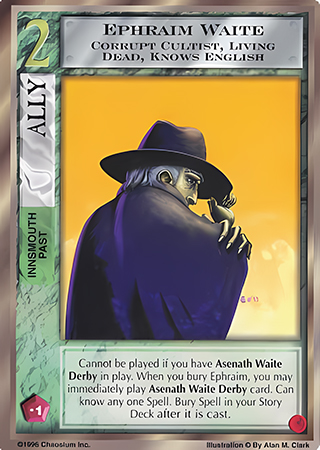 2
EPHRAIM WAITE
CORRUPT CULTIST, LIVING
DEAD, KNOWS ENGLISH
ALLY
INNSMOUTH
PAST
Cannot be played if you have Asenath Waite
Derby in play. When you bury Ephraim, you may
immediately play Asenath Waite Derby card. Can
know any one Spell. Bury Spell in your Story
Deck after it is cast.
-1
©1996 Chaosium Inc.
Illustration © By Alan M. Clark